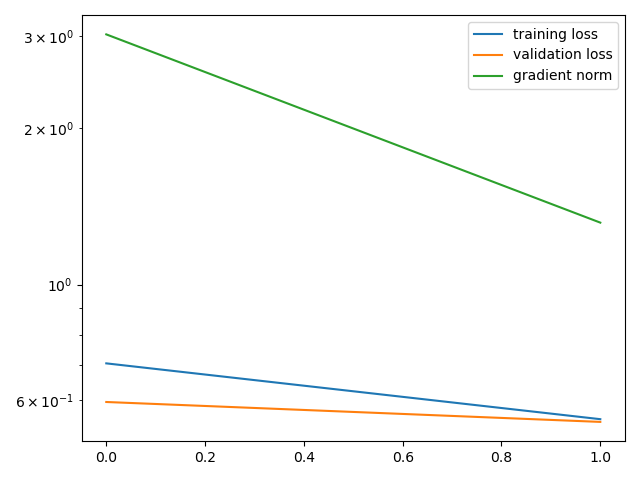 training loss
validation loss
gradient norm
3 × 10⁰
2 × 10⁰
10⁰
6 × 10⁻¹
0.0 0.2 0.4 0.6 0.8 1.0